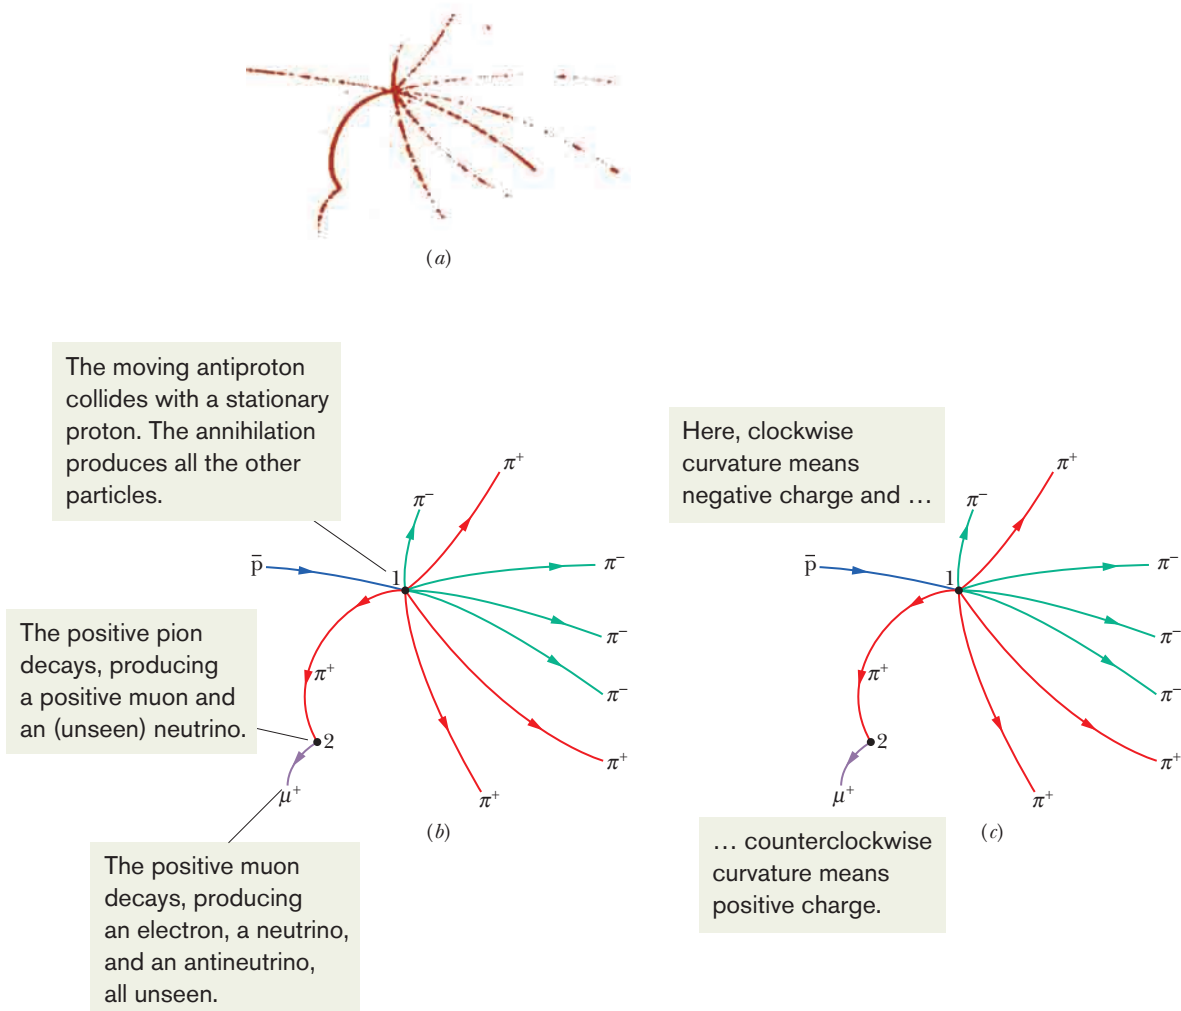 (a)
The moving antiproton
collides with a stationary
proton. The annihilation
produces all the other
particles.
π⁺
π⁻
p̄
1
π⁻
π⁻
π⁻
π⁺
π⁺
π⁺
2
μ⁺
(b)
The positive pion
decays, producing
a positive muon and
an (unseen) neutrino.
The positive muon
decays, producing
an electron, a neutrino,
and an antineutrino,
all unseen.
Here, clockwise
curvature means
negative charge and …
π⁺
π⁻
p̄
1
π⁻
π⁻
π⁻
π⁺
π⁺
π⁺
2
μ⁺
(c)
… counterclockwise
curvature means
positive charge.